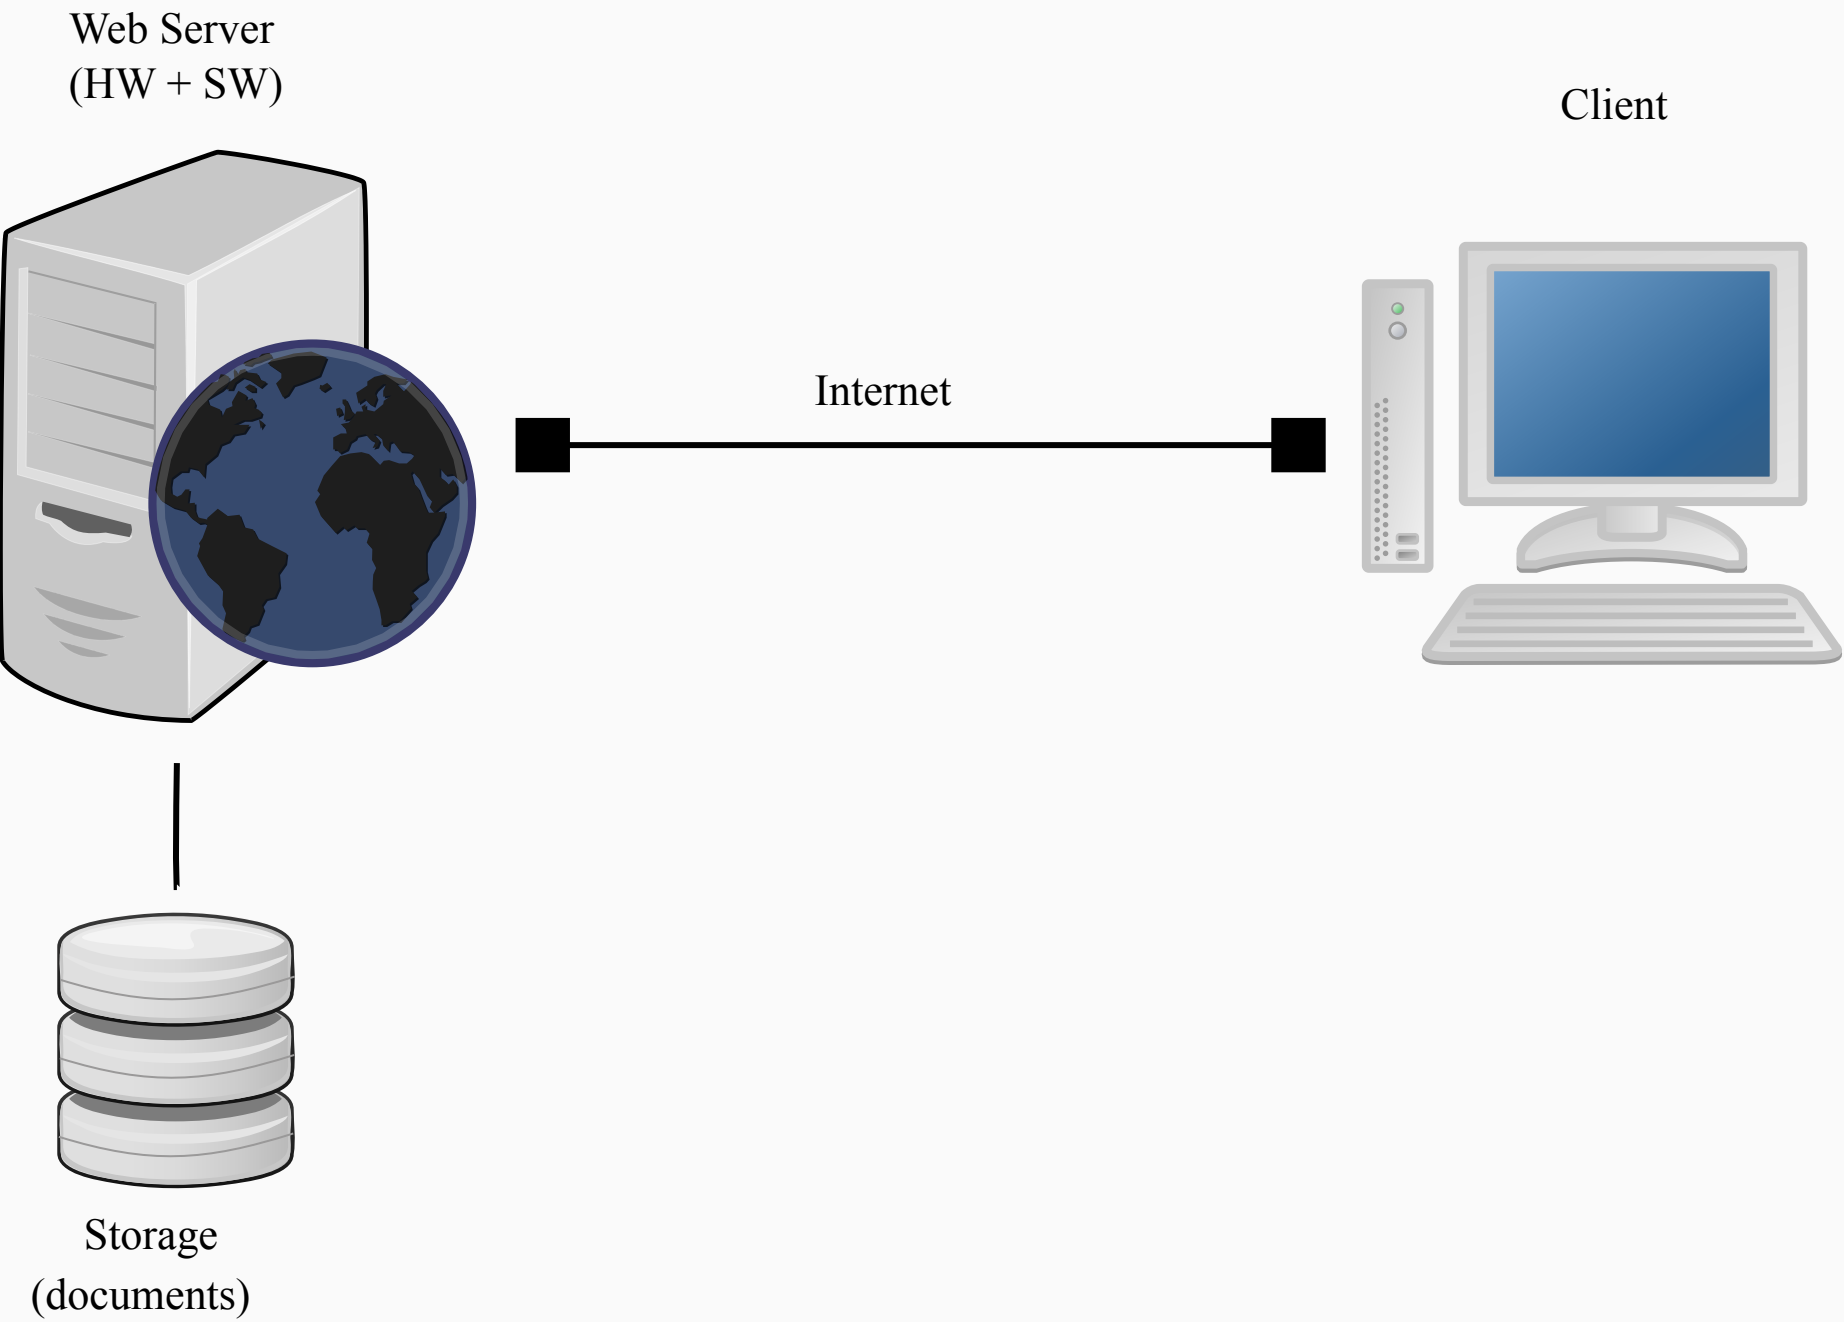 Web Server
(HW + SW)
Client
Internet
Storage
(documents)